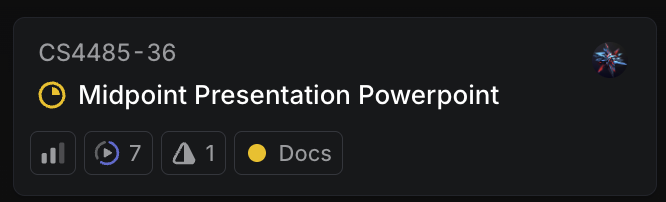 CS4485-36
Midpoint Presentation Powerpoint
7 1 Docs